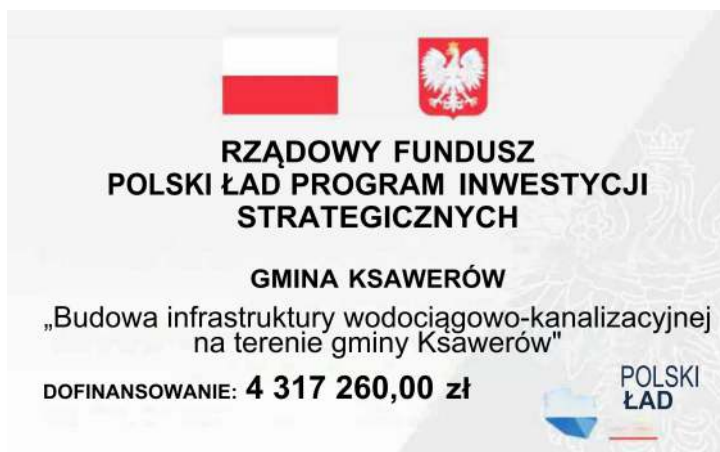 RZĄDOWY FUNDUSZ
POLSKI ŁAD PROGRAM INWESTYCJI
STRATEGICZNYCH
GMINA KSAWERÓW
„Budowa infrastruktury wodociągowo-kanalizacyjnej
na terenie gminy Ksawerów"
DOFINANSOWANIE: 4 317 260,00 zł
POLSKI
ŁAD